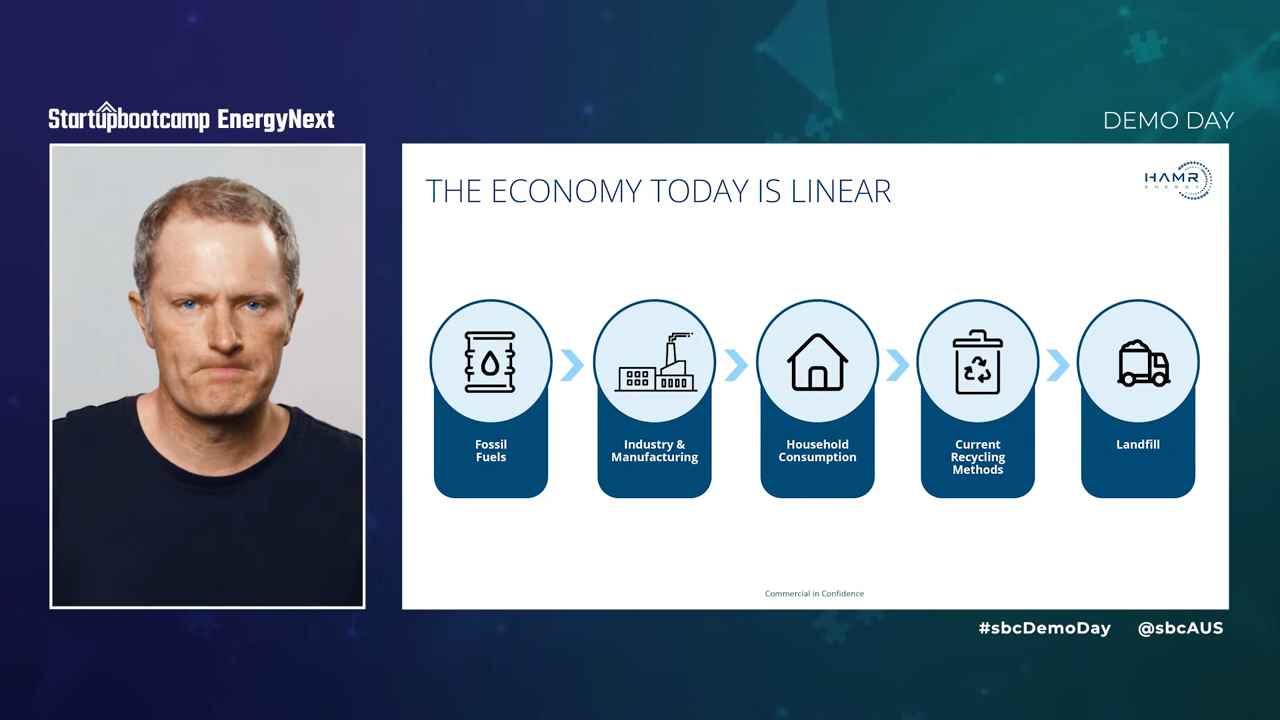 Startupbootcamp EnergyNext
DEMO DAY
THE ECONOMY TODAY IS LINEAR
HAMR
ENERGY
Fossil
Fuels
Industry &
Manufacturing
Household
Consumption
Current
Recycling
Methods
Landfill
Commercial in Confidence
#sbcDemoDay
@sbcAUS